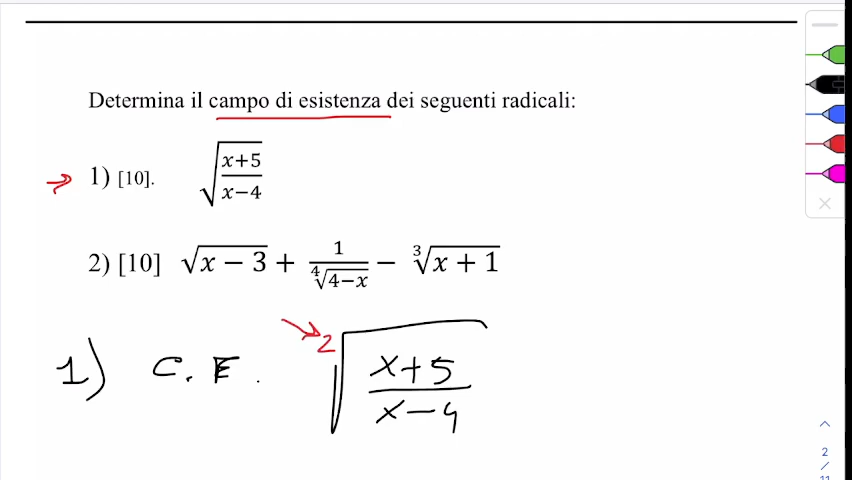 Determina il campo di esistenza dei seguenti radicali:
1) [10]. √((x+5)/(x−4))
2) [10] √(x − 3) + 1/∜(4−x) − ∛(x + 1)
1) C.E. ²√((x+5)/(x−4))
2
/
11